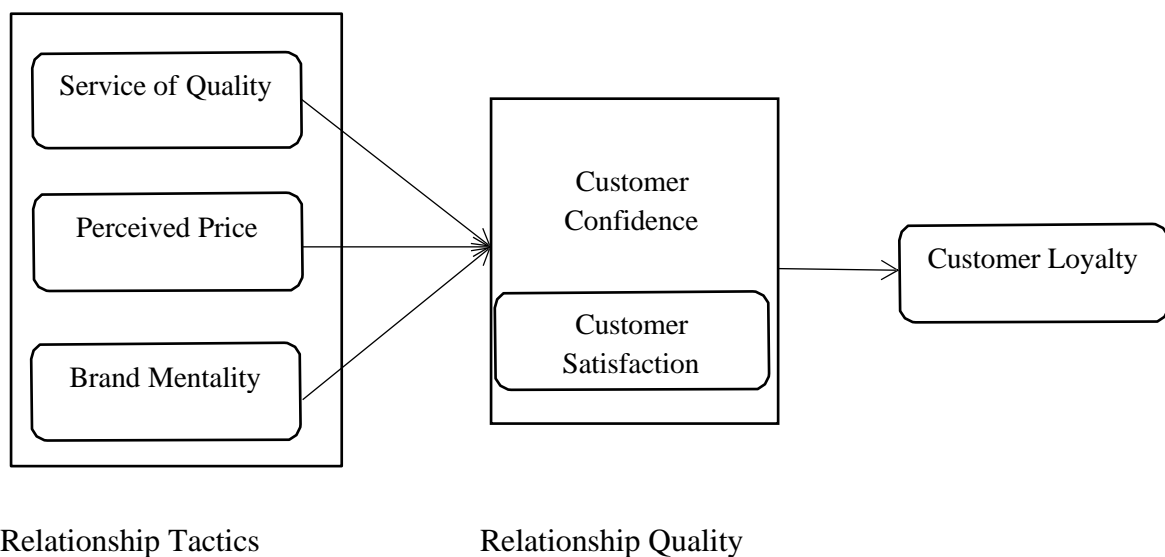 Service of Quality
Perceived Price
Brand Mentality
Customer
Confidence
Customer
Satisfaction
Customer Loyalty
Relationship Tactics
Relationship Quality